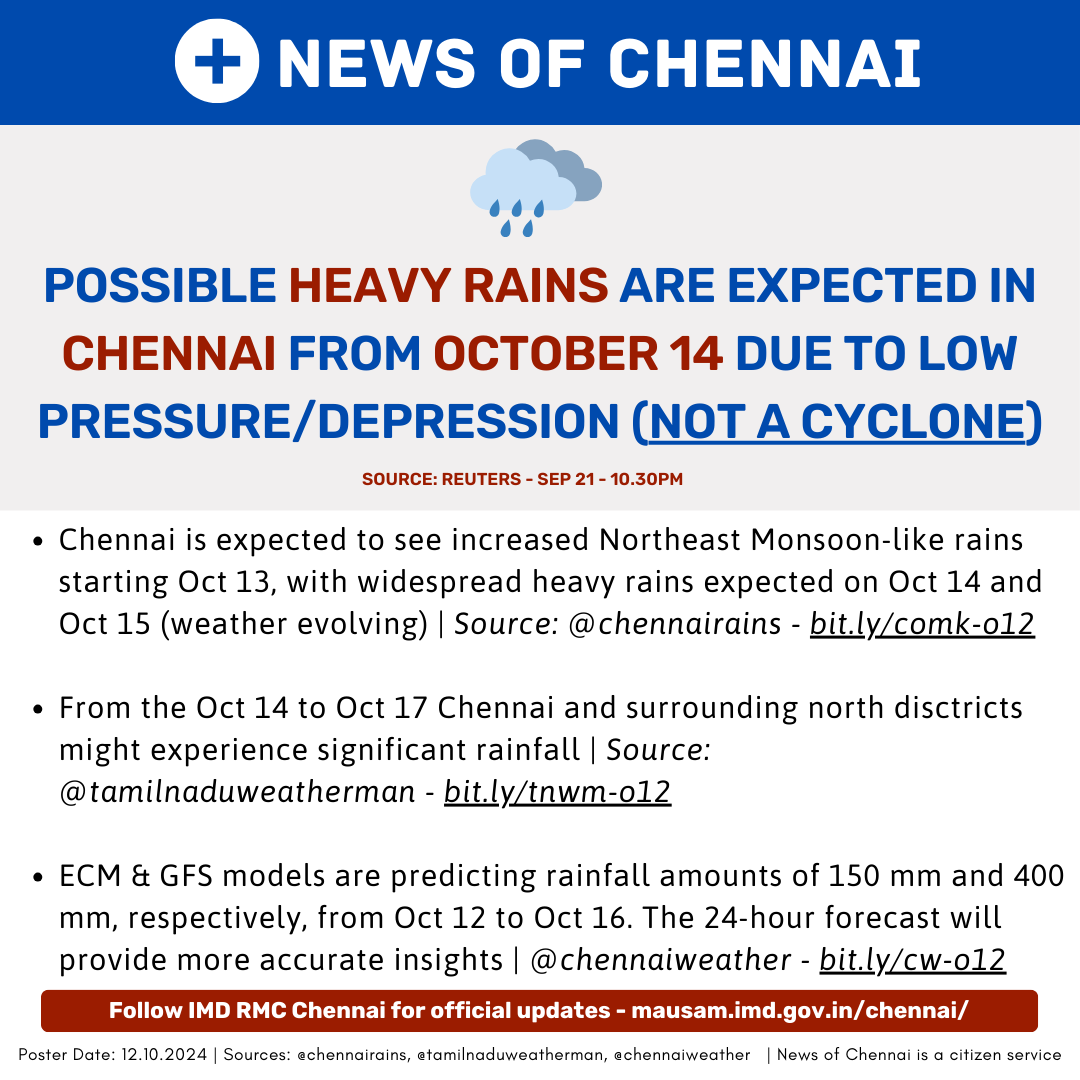 NEWS OF CHENNAI
POSSIBLE HEAVY RAINS ARE EXPECTED IN
CHENNAI FROM OCTOBER 14 DUE TO LOW
PRESSURE/DEPRESSION (NOT A CYCLONE)
SOURCE: REUTERS - SEP 21 - 10.30PM
• Chennai is expected to see increased Northeast Monsoon-like rains
starting Oct 13, with widespread heavy rains expected on Oct 14 and
Oct 15 (weather evolving) | Source: @chennairains - bit.ly/comk-o12
• From the Oct 14 to Oct 17 Chennai and surrounding north disctricts
might experience significant rainfall | Source:
@tamilnaduweatherman - bit.ly/tnwm-o12
• ECM & GFS models are predicting rainfall amounts of 150 mm and 400
mm, respectively, from Oct 12 to Oct 16. The 24-hour forecast will
provide more accurate insights | @chennaiweather - bit.ly/cw-o12
Follow IMD RMC Chennai for official updates - mausam.imd.gov.in/chennai/
Poster Date: 12.10.2024 | Sources: @chennairains, @tamilnaduweatherman, @chennaiweather | News of Chennai is a citizen service